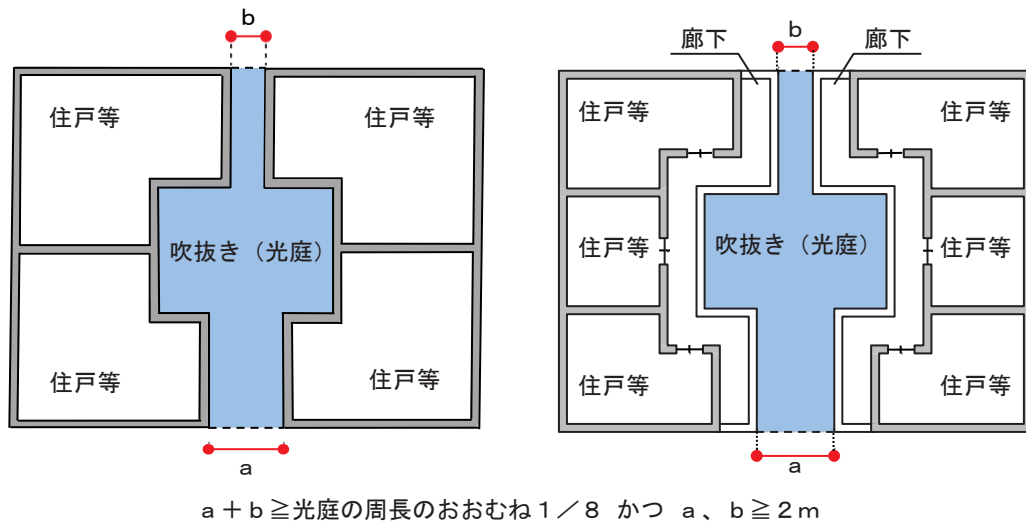 b
住戸等 住戸等
吹抜き（光庭）
住戸等 住戸等
a
廊下 b 廊下
住戸等 住戸等
住戸等 吹抜き（光庭） 住戸等
住戸等 住戸等
a
a＋b≧光庭の周長のおおむね１／８ かつ a、b≧２m